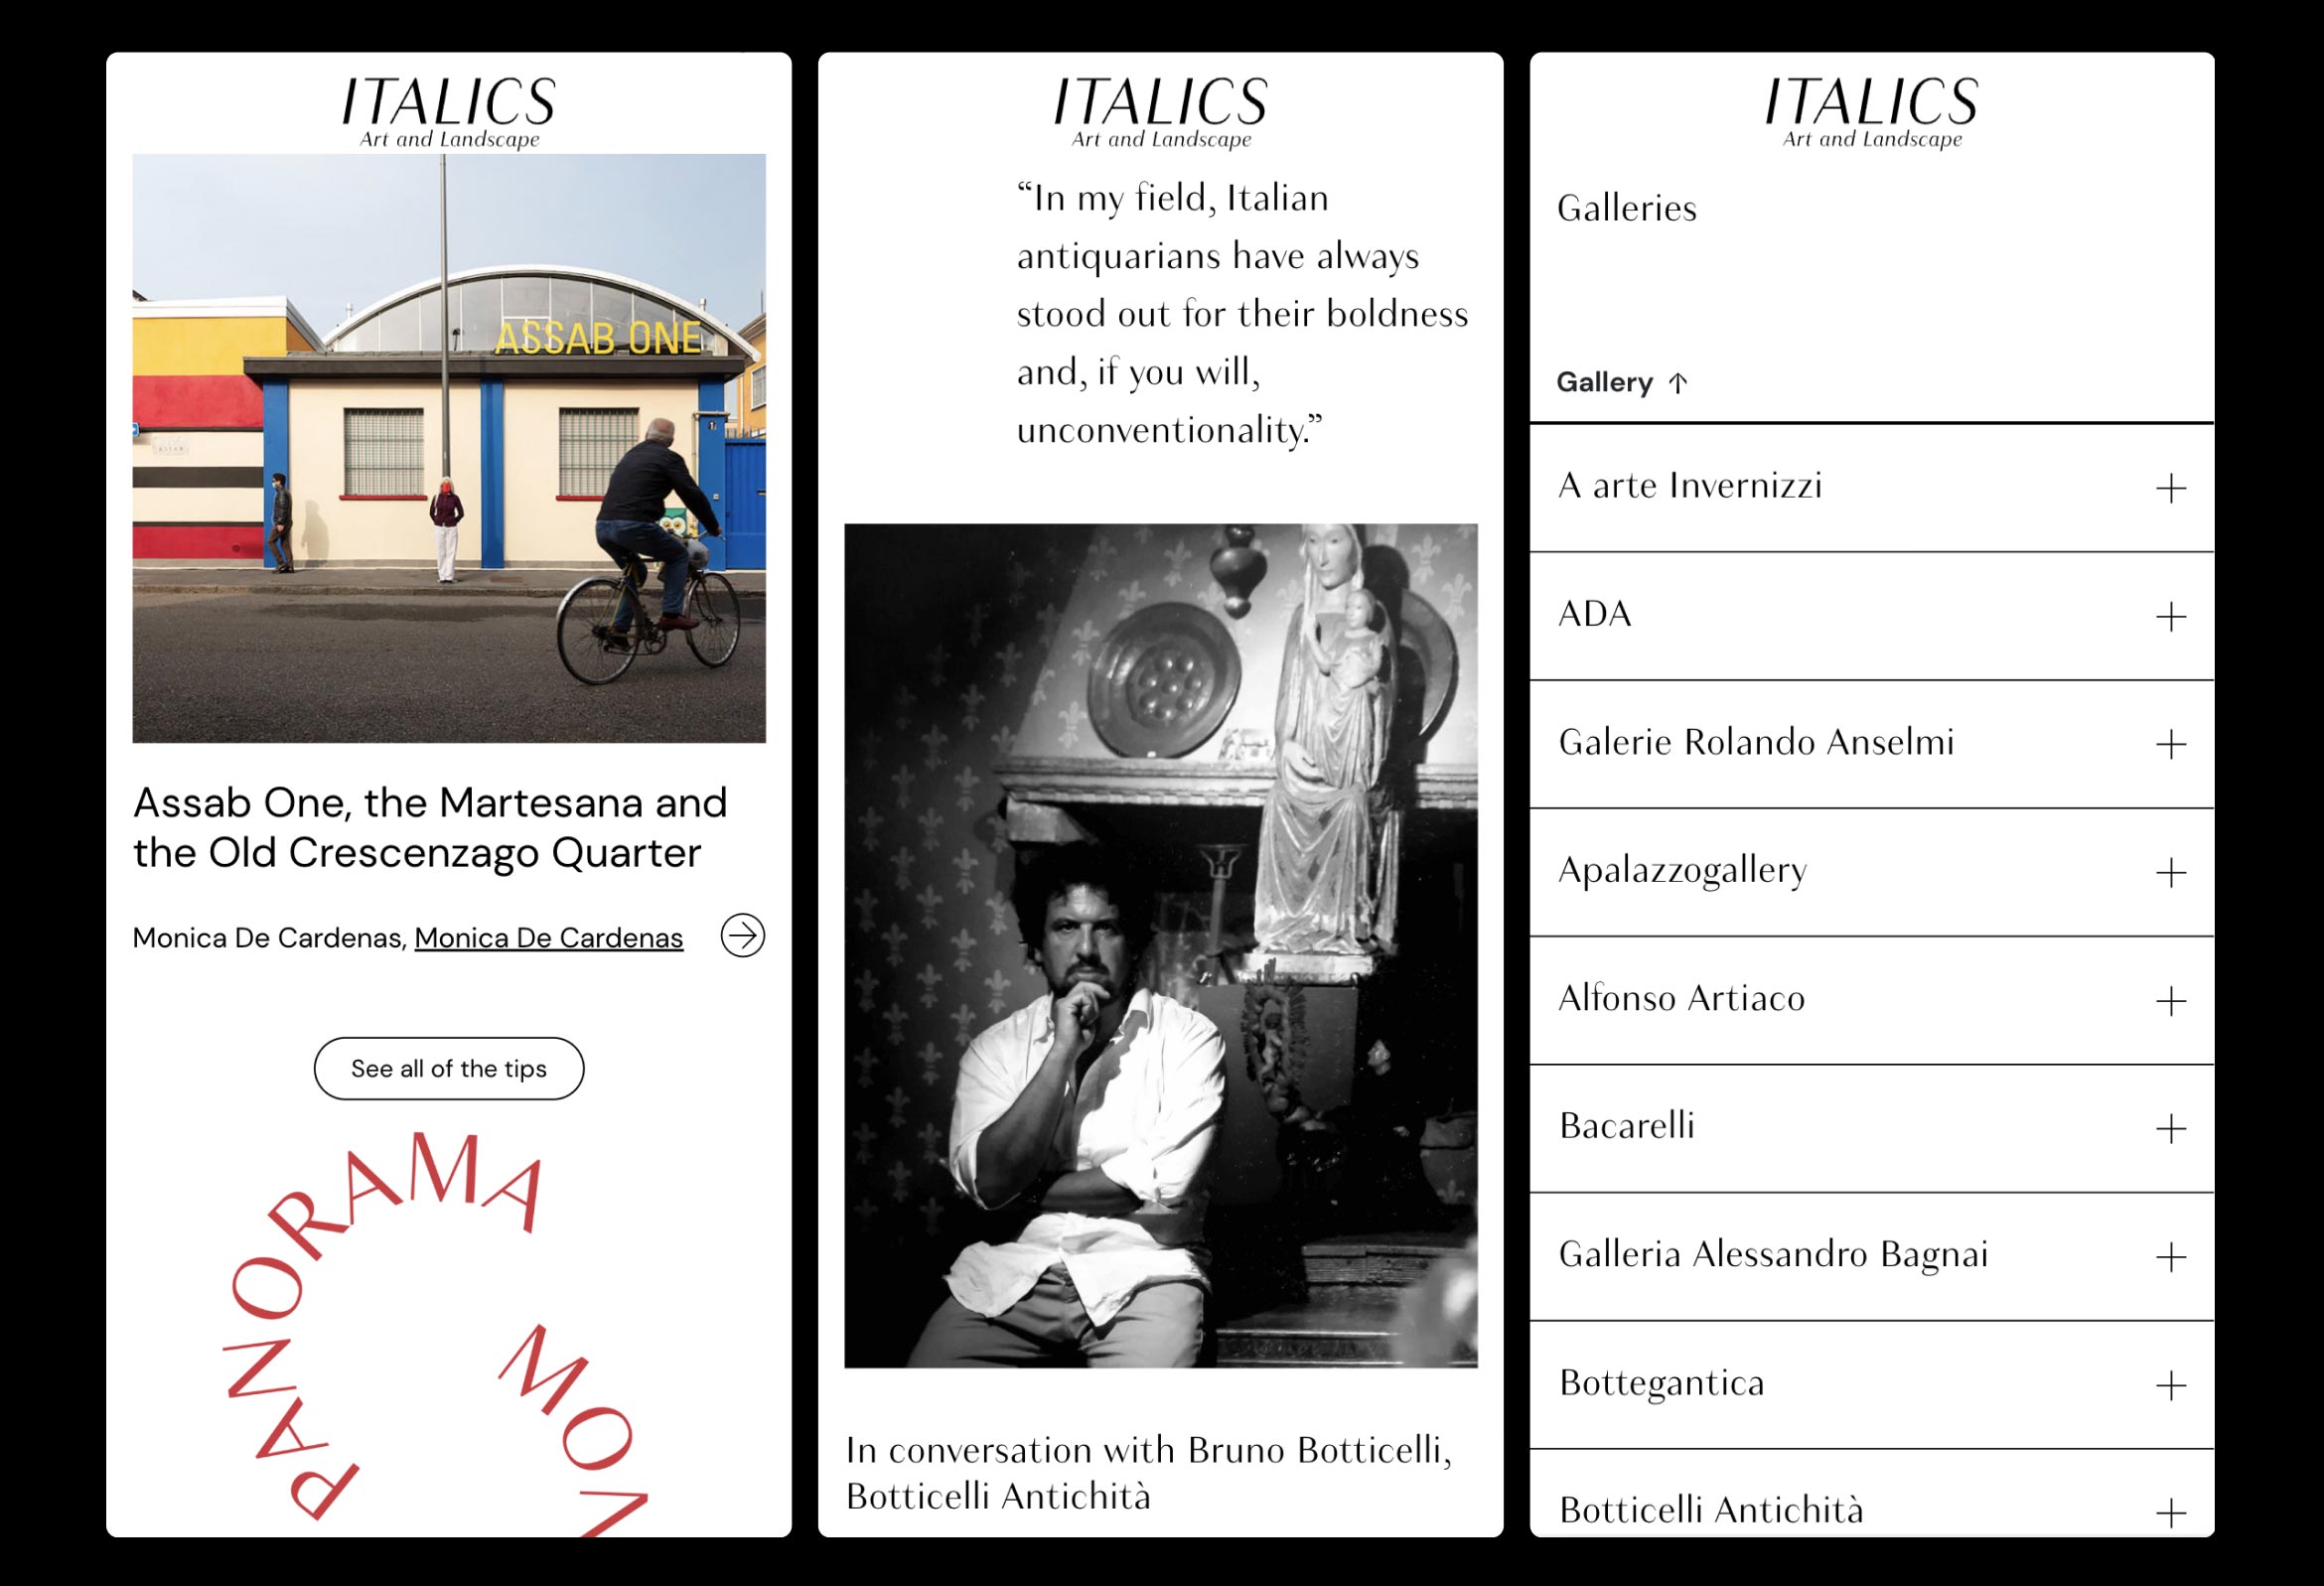 ITALICS
Art and Landscape
ASSAB ONE
Assab One, the Martesana and
the Old Crescenzago Quarter
Monica De Cardenas, Monica De Cardenas
See all of the tips
PANORAMA
MON
ITALICS
Art and Landscape
“In my field, Italian
antiquarians have always
stood out for their boldness
and, if you will,
unconventionality.”
In conversation with Bruno Botticelli,
Botticelli Antichità
ITALICS
Art and Landscape
Galleries
Gallery ↑
A arte Invernizzi
ADA
Galerie Rolando Anselmi
Apalazzogallery
Alfonso Artiaco
Bacarelli
Galleria Alessandro Bagnai
Bottegantica
Botticelli Antichità